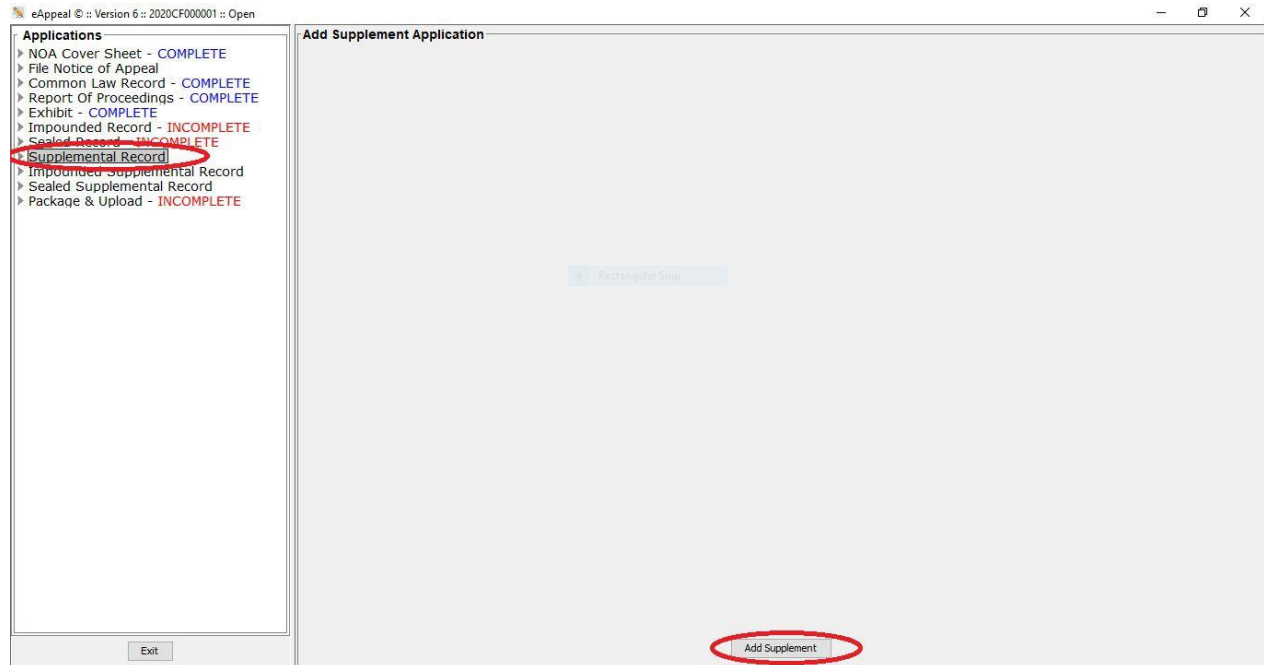 eAppeal © :: Version 6 :: 2020CF000001 :: Open
Applications
NOA Cover Sheet - COMPLETE
File Notice of Appeal
Common Law Record - COMPLETE
Report Of Proceedings - COMPLETE
Exhibit - COMPLETE
Impounded Record - INCOMPLETE
Sealed Record - INCOMPLETE
Supplemental Record
Impounded Supplemental Record
Sealed Supplemental Record
Package & Upload - INCOMPLETE
Exit
Add Supplement Application
Rectangular Snip
Add Supplement